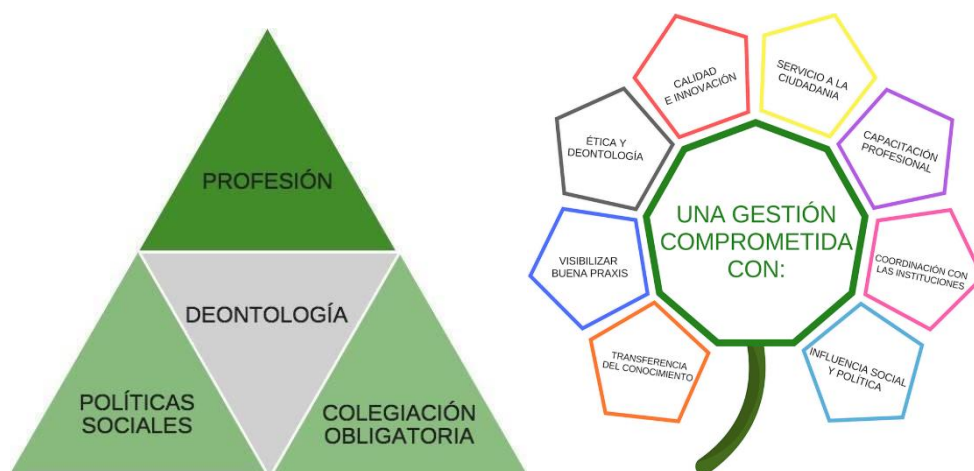 PROFESIÓN
DEONTOLOGÍA
POLÍTICAS
SOCIALES
COLEGIACIÓN
OBLIGATORIA
UNA GESTIÓN
COMPROMETIDA
CON:
TRANSFERENCIA
DEL CONOCIMIENTO
VISIBILIZAR
BUENA PRAXIS
ÉTICA Y
DEONTOLOGÍA
CALIDAD
E INNOVACIÓN
SERVICIO A LA
CIUDADANIA
CAPACITACIÓN
PROFESIONAL
COORDINACIÓN CON
LAS INSTITUCIONES
INFLUENCIA SOCIAL
Y POLÍTICA